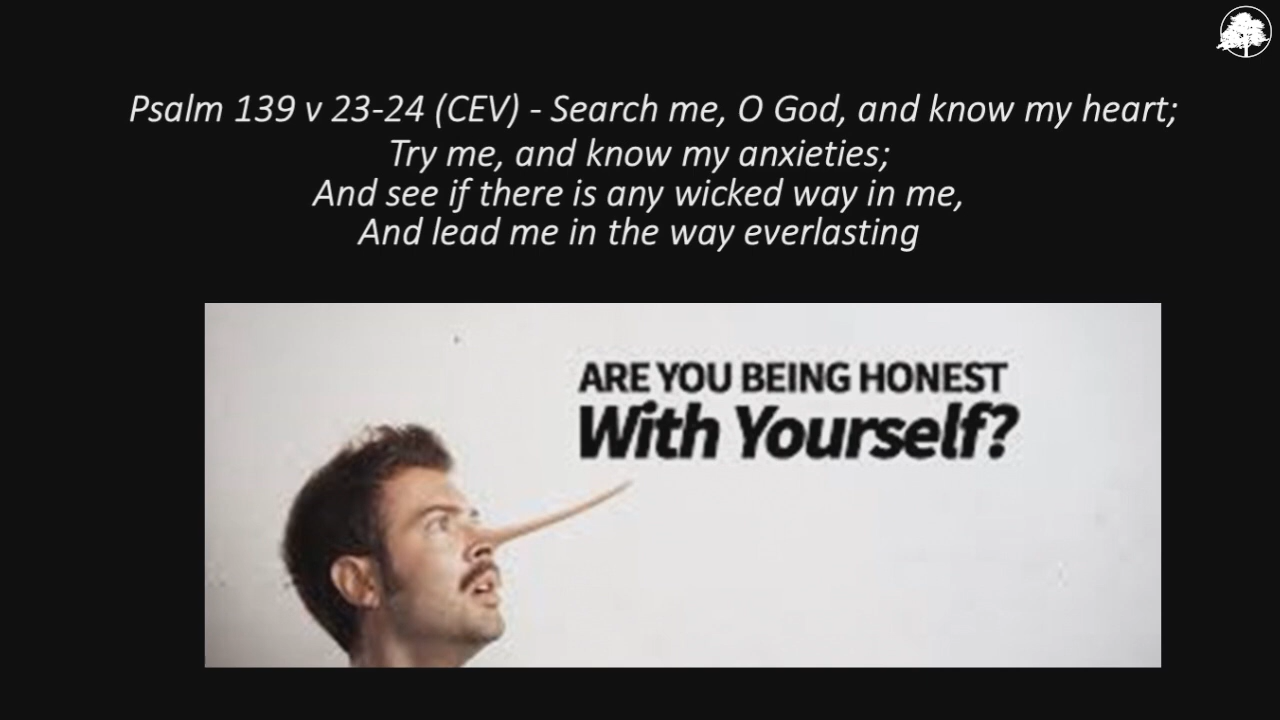 Psalm 139 v 23-24 (CEV) - Search me, O God, and know my heart;
Try me, and know my anxieties;
And see if there is any wicked way in me,
And lead me in the way everlasting
ARE YOU BEING HONEST
With Yourself?